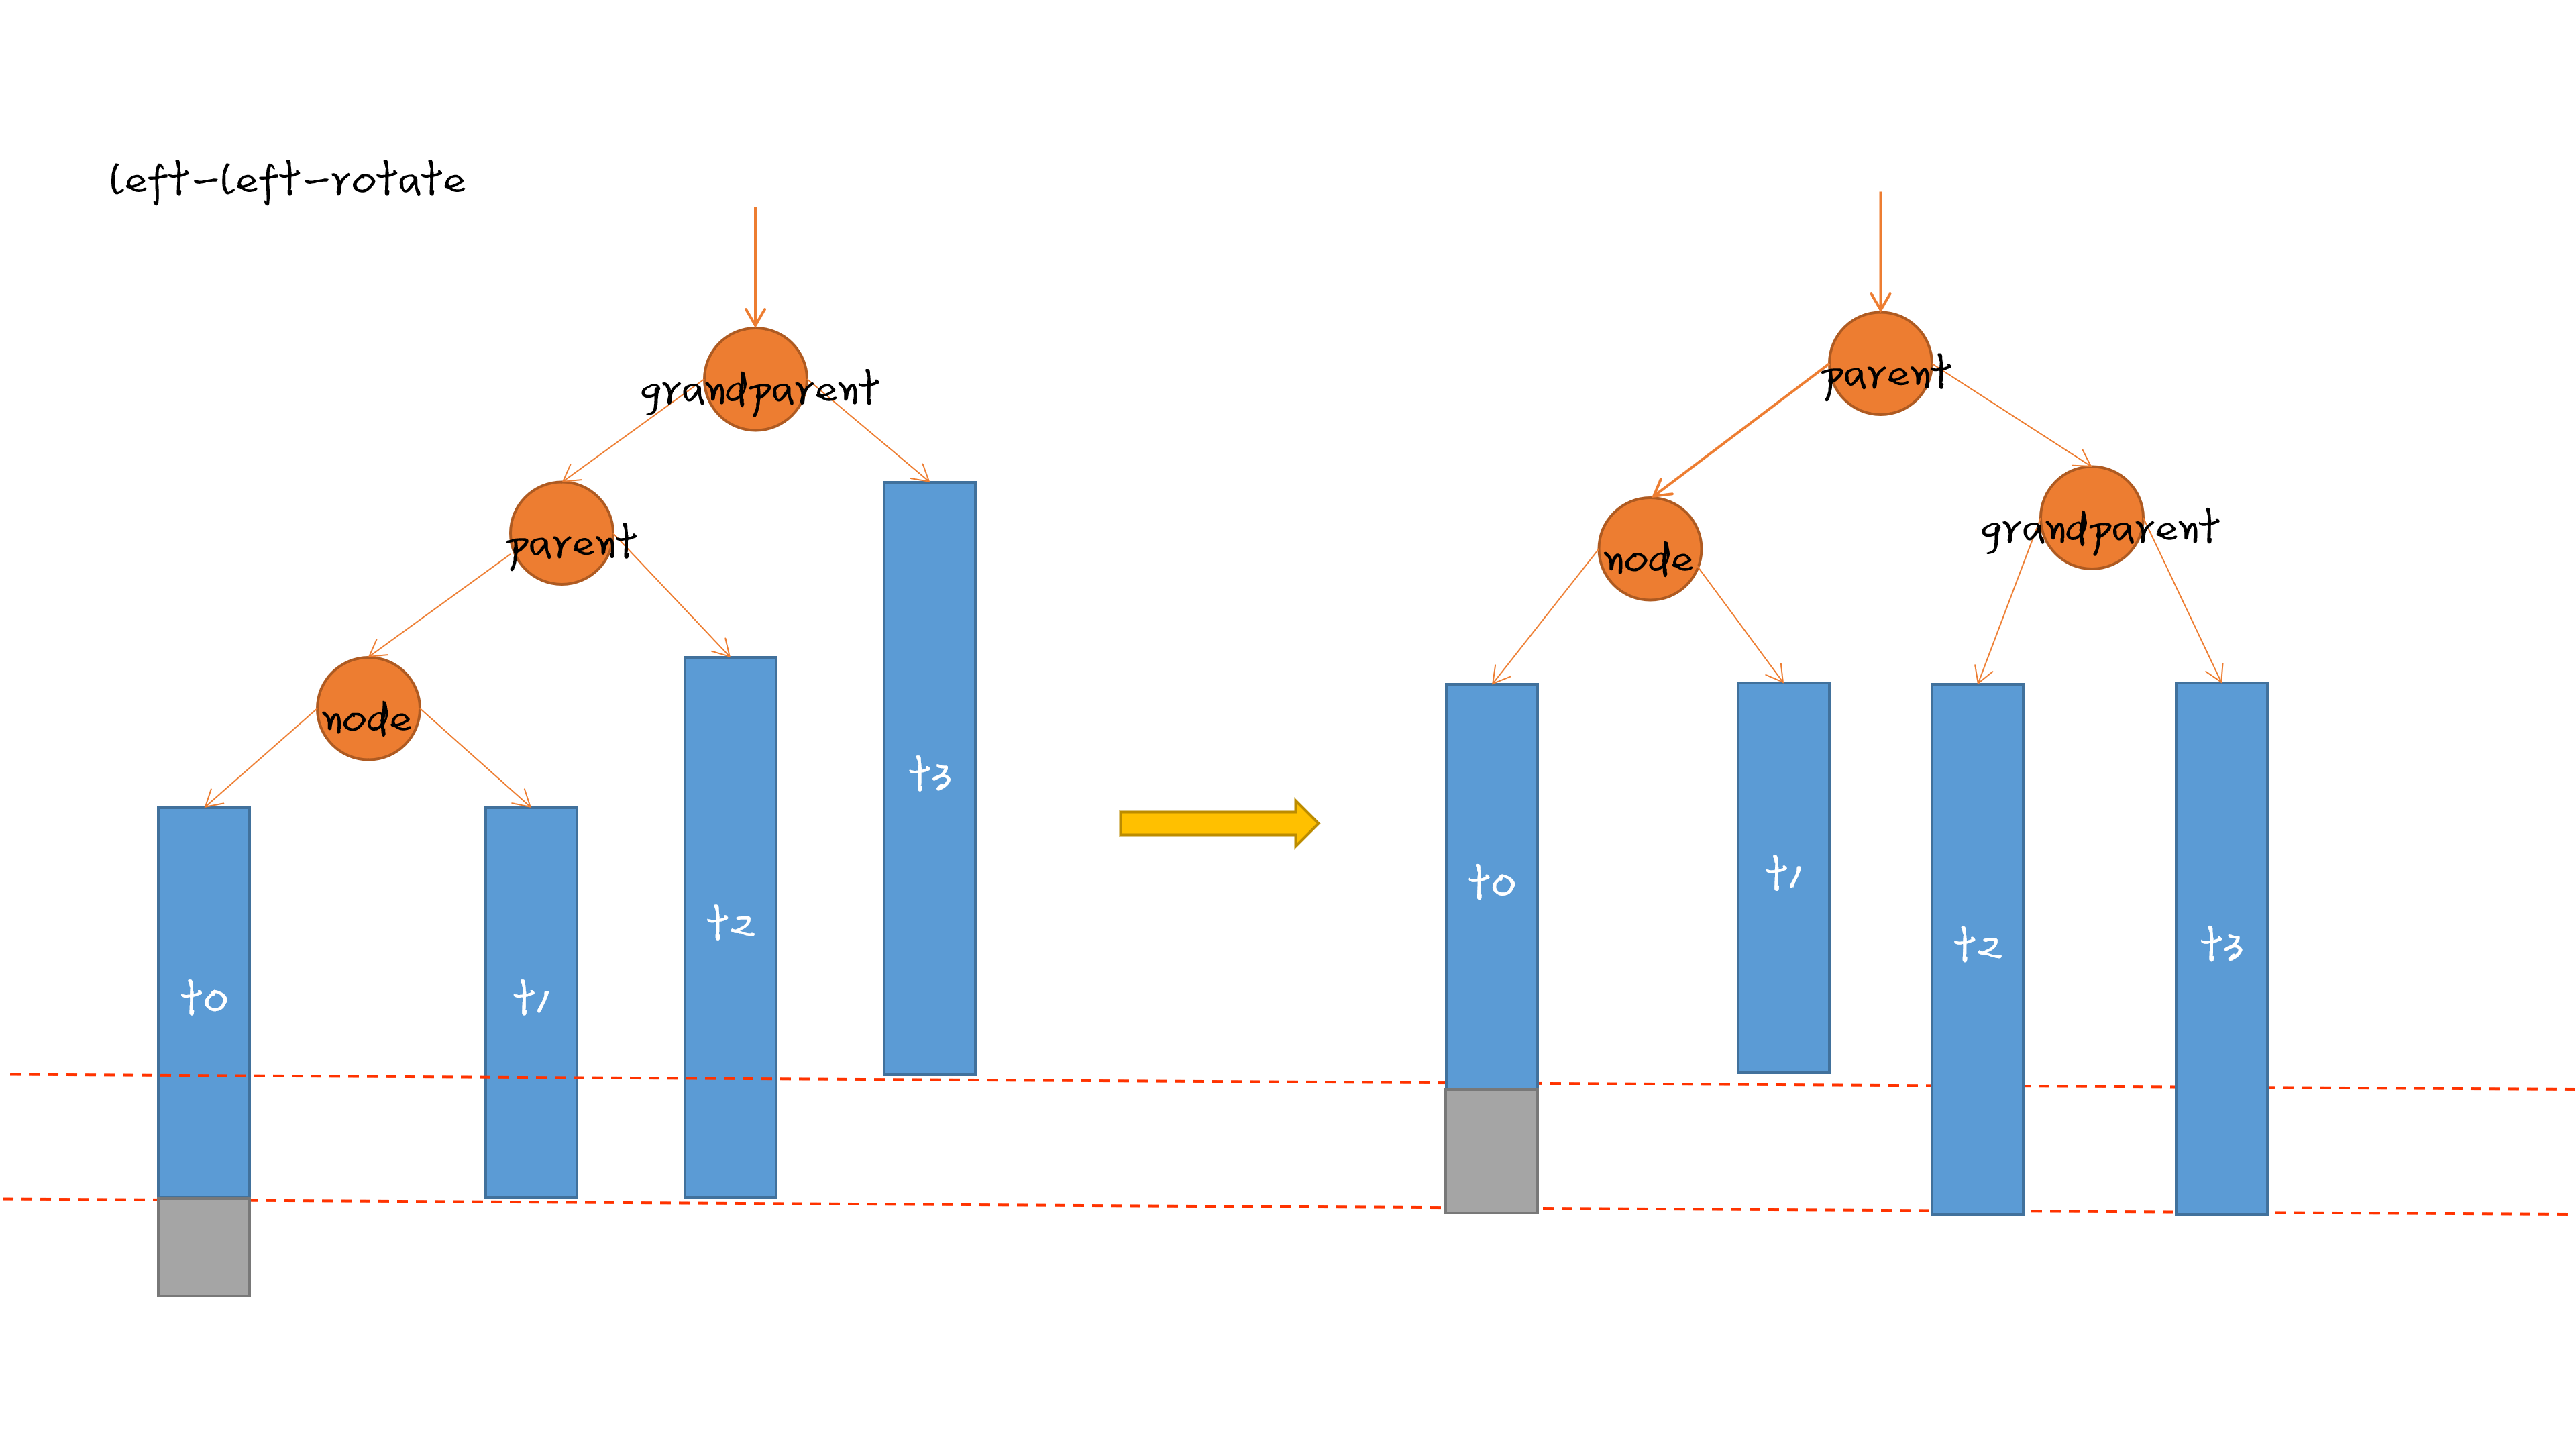 left-left-rotate
grandparent
parent
node
t0
t1
t2
t3
parent
node
grandparent
t0
t1
t2
t3